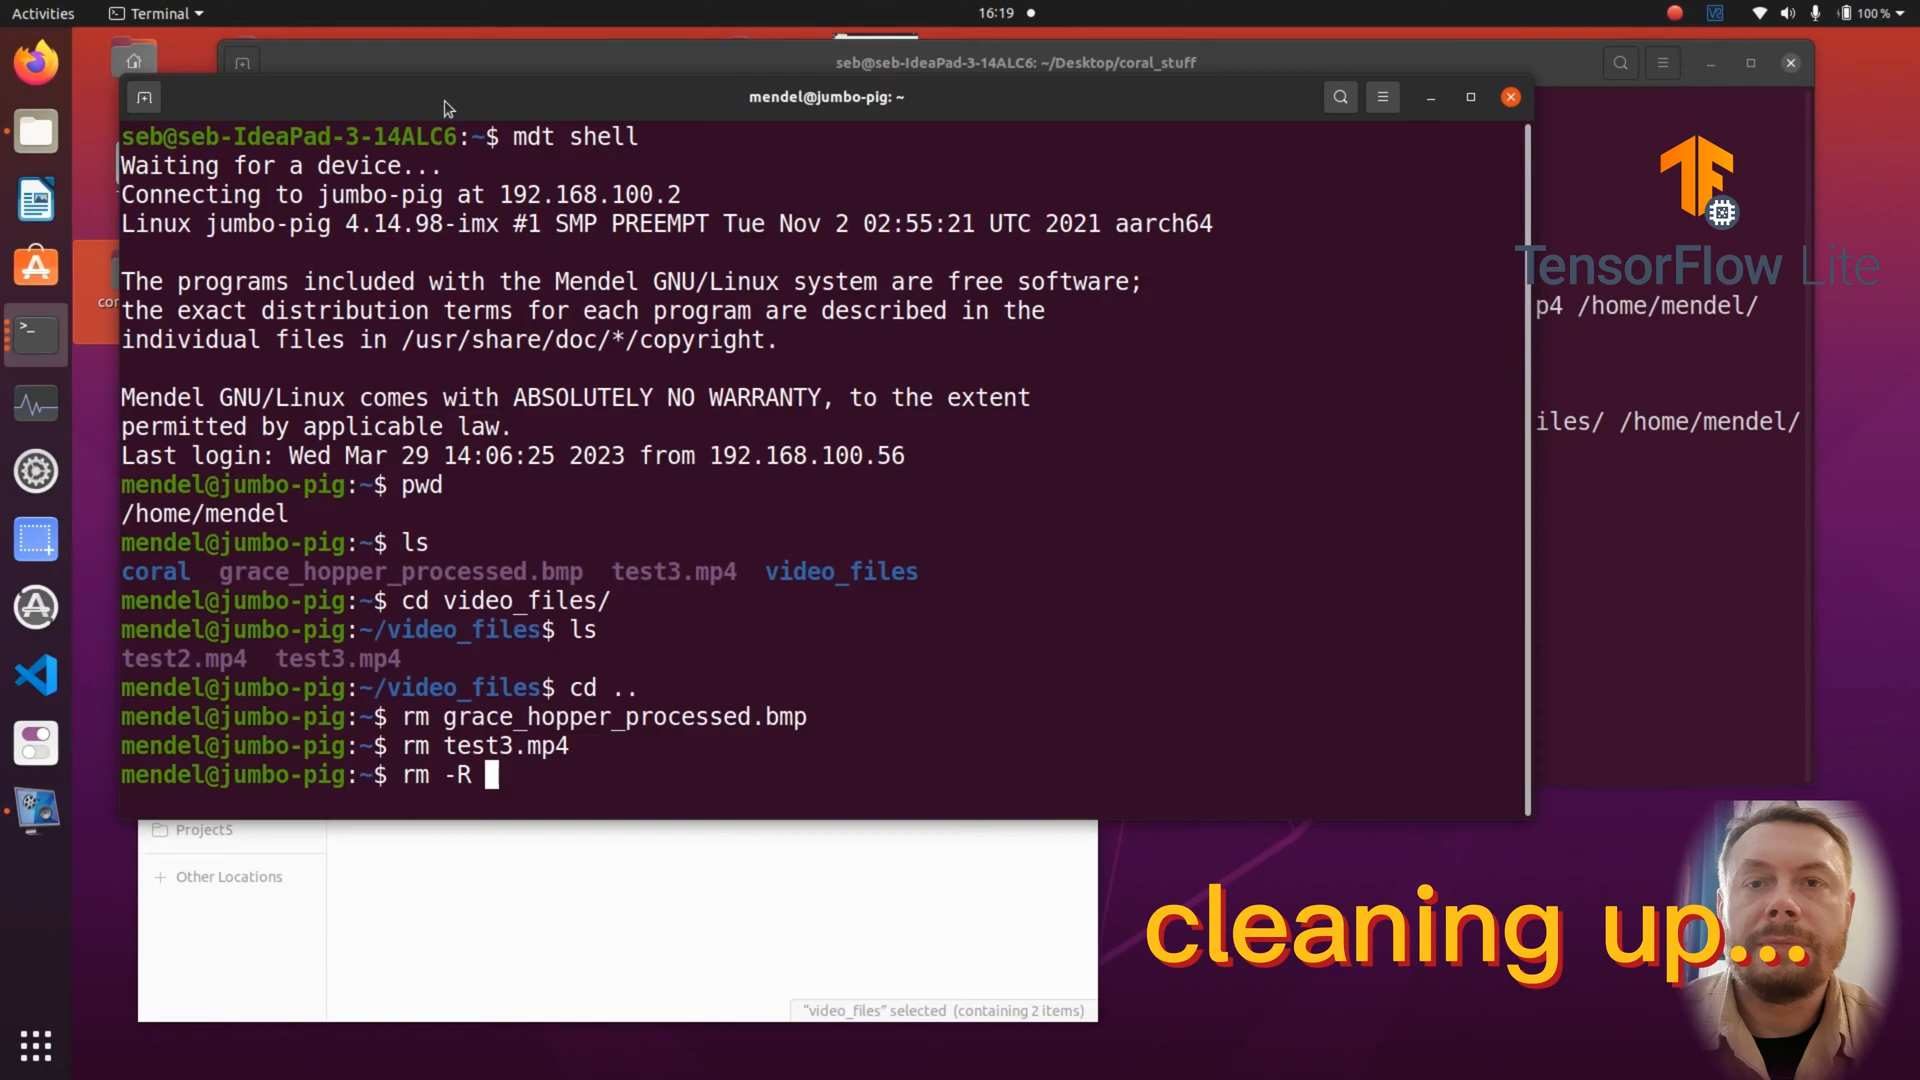 Activities Terminal 16:19 100 %
seb@seb-IdeaPad-3-14ALC6: ~/Desktop/coral_stuff
mendel@jumbo-pig: ~
seb@seb-IdeaPad-3-14ALC6:~$ mdt shell
Waiting for a device...
Connecting to jumbo-pig at 192.168.100.2
Linux jumbo-pig 4.14.98-imx #1 SMP PREEMPT Tue Nov 2 02:55:21 UTC 2021 aarch64
TensorFlow Lite
The programs included with the Mendel GNU/Linux system are free software;
the exact distribution terms for each program are described in the
p4 /home/mendel/
individual files in /usr/share/doc/*/copyright.
Mendel GNU/Linux comes with ABSOLUTELY NO WARRANTY, to the extent
permitted by applicable law.
iles/ /home/mendel/
Last login: Wed Mar 29 14:06:25 2023 from 192.168.100.56
mendel@jumbo-pig:~$ pwd
/home/mendel
mendel@jumbo-pig:~$ ls
coral grace_hopper_processed.bmp test3.mp4 video_files
mendel@jumbo-pig:~$ cd video_files/
mendel@jumbo-pig:~/video_files$ ls
test2.mp4 test3.mp4
mendel@jumbo-pig:~/video_files$ cd ..
mendel@jumbo-pig:~$ rm grace_hopper_processed.bmp
mendel@jumbo-pig:~$ rm test3.mp4
mendel@jumbo-pig:~$ rm -R
Project5
+ Other Locations
cleaning up...
"video_files" selected (containing 2 items)